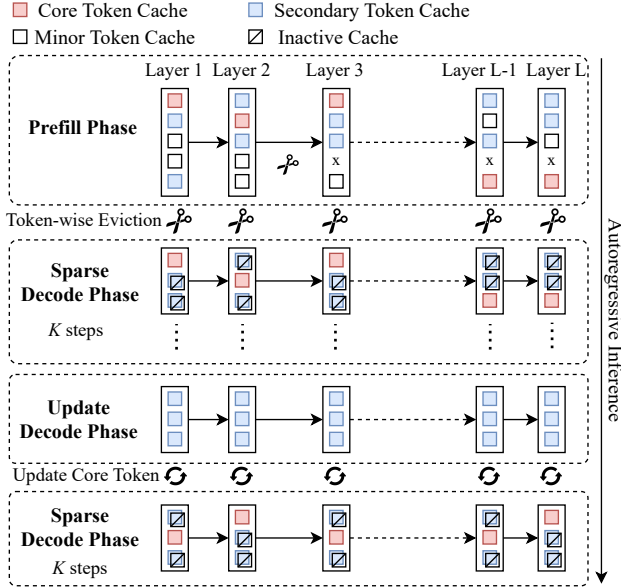 Core Token Cache Secondary Token Cache
Minor Token Cache Inactive Cache
Layer 1 Layer 2 Layer 3 Layer L-1 Layer L
Prefill Phase
x x x
Token-wise Eviction
Sparse
Decode Phase
K steps
Update
Decode Phase
Update Core Token
Sparse
Decode Phase
K steps
Autoregressive Inference